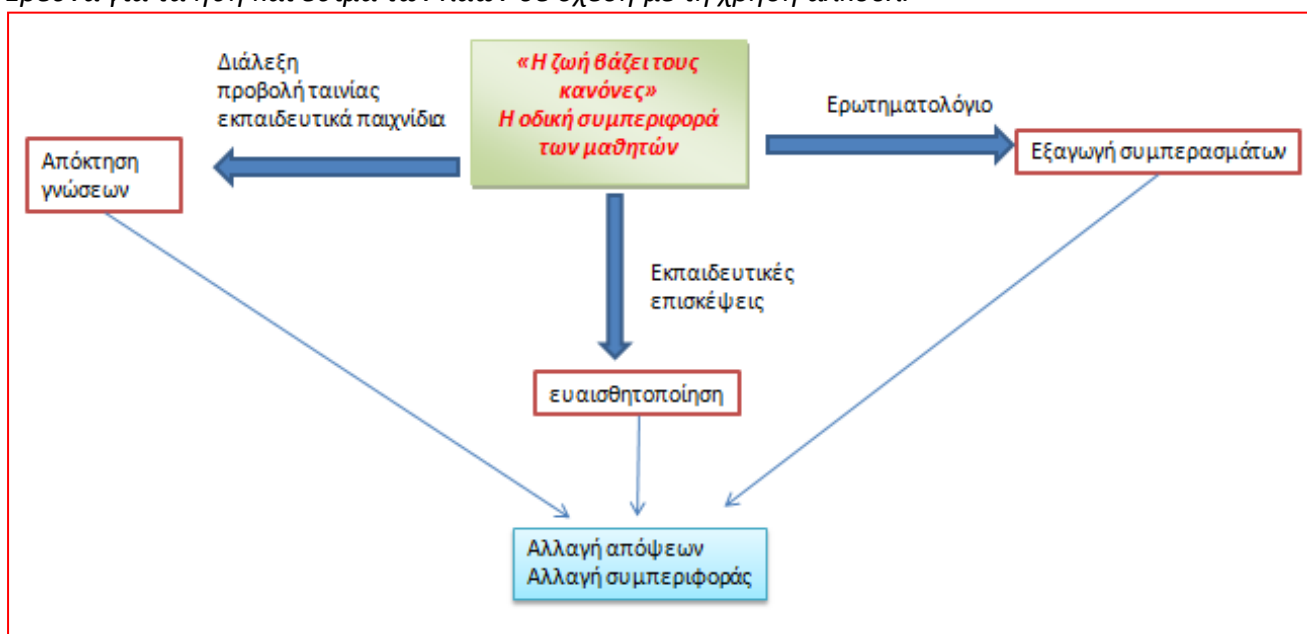 Διάλεξη
προβολή ταινίας
εκπαιδευτικά παιχνίδια
«Η ζωή βάζει τους
κανόνες»
Η οδική συμπεριφορά
των μαθητών
Ερωτηματολόγιο
Απόκτηση
γνώσεων
Εξαγωγή συμπερασμάτων
Εκπαιδευτικές
επισκέψεις
ευαισθητοποίηση
Αλλαγή απόψεων
Αλλαγή συμπεριφοράς